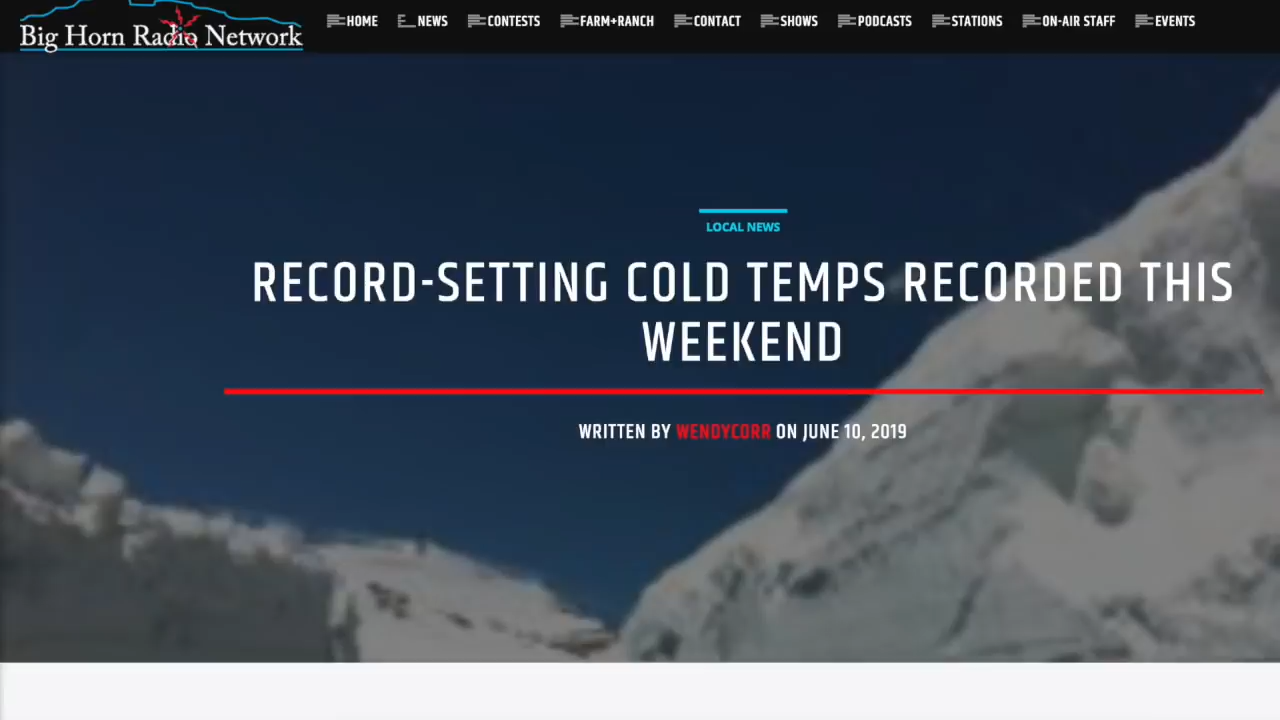 Big Horn Radio Network
HOME NEWS CONTESTS FARM+RANCH CONTACT SHOWS PODCASTS STATIONS ON-AIR STAFF EVENTS
LOCAL NEWS
RECORD-SETTING COLD TEMPS RECORDED THIS
WEEKEND
WRITTEN BY WENDYCORR ON JUNE 10, 2019